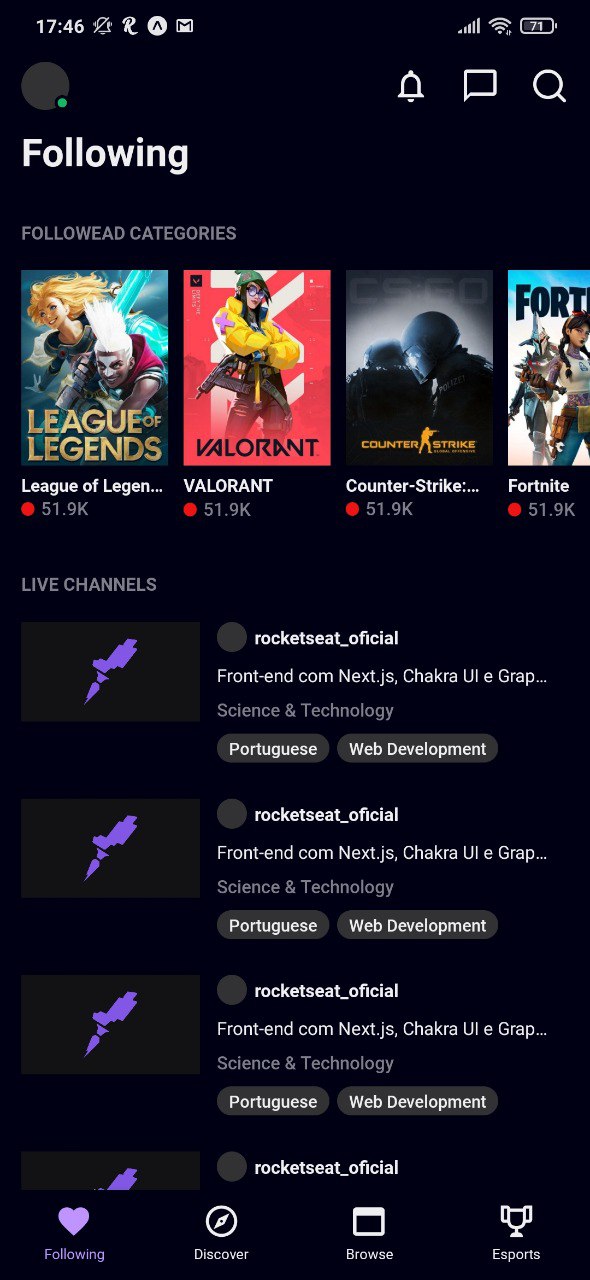 17:46
71
Following
FOLLOWEAD CATEGORIES
LEAGUE OF
LEGENDS
VALORANT
CS:GO
POLIZEI
COUNTER STRIKE
GLOBAL OFFENSIVE
League of Legen...
VALORANT
Counter-Strike:...
Fortnite
51.9K
51.9K
51.9K
51.9K
LIVE CHANNELS
rocketseat_oficial
Front-end com Next.js, Chakra UI e Grap...
Science & Technology
Portuguese
Web Development
rocketseat_oficial
Front-end com Next.js, Chakra UI e Grap...
Science & Technology
Portuguese
Web Development
rocketseat_oficial
Front-end com Next.js, Chakra UI e Grap...
Science & Technology
Portuguese
Web Development
rocketseat_oficial
Following
Discover
Browse
Esports